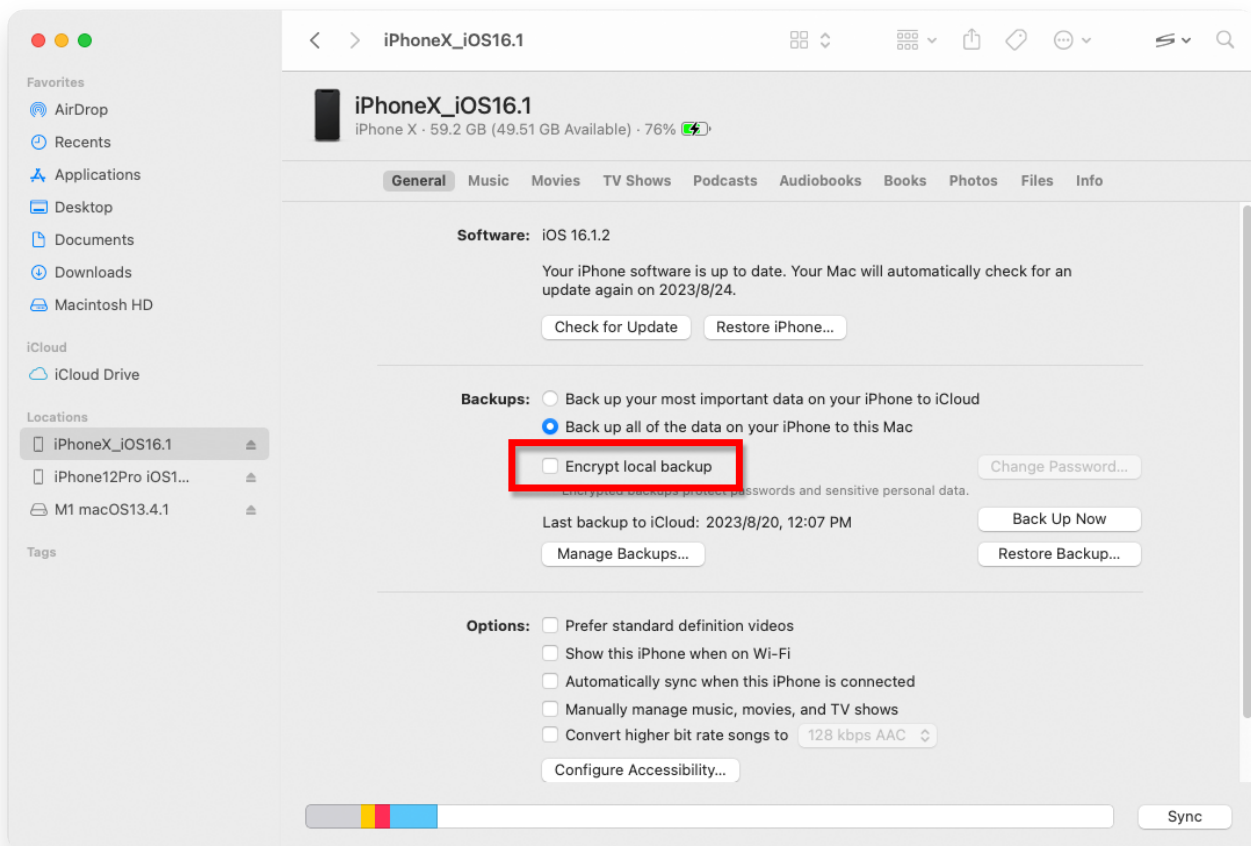 iPhoneX_iOS16.1
Favorites
AirDrop
Recents
Applications
Desktop
Documents
Downloads
Macintosh HD
iCloud
iCloud Drive
Locations
iPhoneX_iOS16.1
iPhone12Pro iOS1...
M1 macOS13.4.1
Tags
iPhoneX_iOS16.1
iPhone X · 59.2 GB (49.51 GB Available) · 76%
General Music Movies TV Shows Podcasts Audiobooks Books Photos Files Info
Software: iOS 16.1.2
Your iPhone software is up to date. Your Mac will automatically check for an
update again on 2023/8/24.
Check for Update Restore iPhone...
Backups: Back up your most important data on your iPhone to iCloud
Back up all of the data on your iPhone to this Mac
Encrypt local backup Change Password...
Encrypted backups protect passwords and sensitive personal data.
Last backup to iCloud: 2023/8/20, 12:07 PM Back Up Now
Manage Backups... Restore Backup...
Options: Prefer standard definition videos
Show this iPhone when on Wi-Fi
Automatically sync when this iPhone is connected
Manually manage music, movies, and TV shows
Convert higher bit rate songs to 128 kbps AAC
Configure Accessibility...
Sync